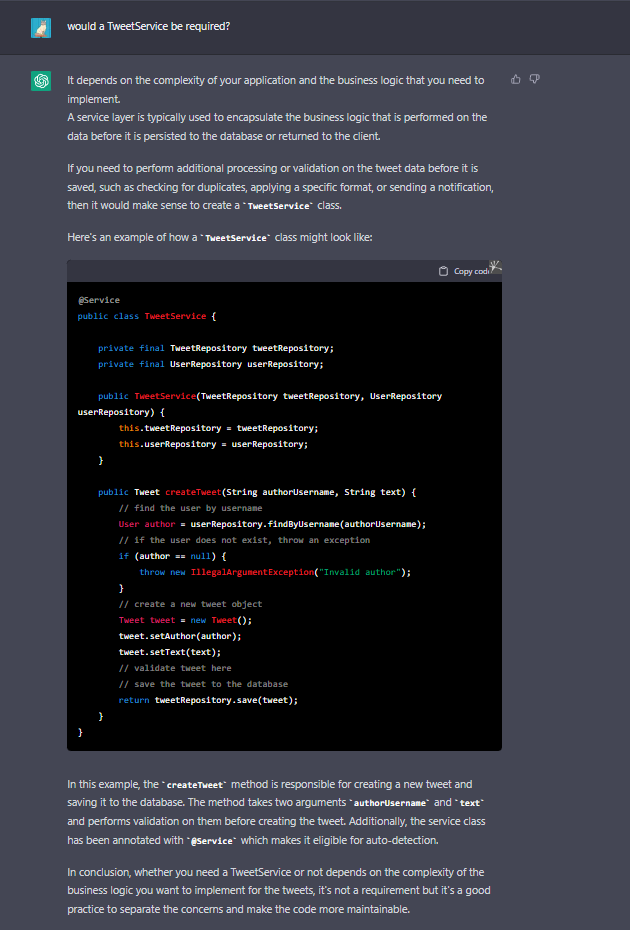 would a TweetService be required?
It depends on the complexity of your application and the business logic that you need to
implement.
A service layer is typically used to encapsulate the business logic that is performed on the
data before it is persisted to the database or returned to the client.
If you need to perform additional processing or validation on the tweet data before it is
saved, such as checking for duplicates, applying a specific format, or sending a notification,
then it would make sense to create a `TweetService` class.
Here's an example of how a `TweetService` class might look like:
Copy code
@Service
public class TweetService {
    private final TweetRepository tweetRepository;
    private final UserRepository userRepository;
    public TweetService(TweetRepository tweetRepository, UserRepository
userRepository) {
        this.tweetRepository = tweetRepository;
        this.userRepository = userRepository;
    }
    public Tweet createTweet(String authorUsername, String text) {
        // find the user by username
        User author = userRepository.findByUsername(authorUsername);
        // if the user does not exist, throw an exception
        if (author == null) {
            throw new IllegalArgumentException("Invalid author");
        }
        // create a new tweet object
        Tweet tweet = new Tweet();
        tweet.setAuthor(author);
        tweet.setText(text);
        // validate tweet here
        // save the tweet to the database
        return tweetRepository.save(tweet);
    }
}
In this example, the `createTweet` method is responsible for creating a new tweet and
saving it to the database. The method takes two arguments `authorUsername` and `text`
and performs validation on them before creating the tweet. Additionally, the service class
has been annotated with `@Service` which makes it eligible for auto-detection.
In conclusion, whether you need a TweetService or not depends on the complexity of the
business logic you want to implement for the tweets, it's not a requirement but it's a good
practice to separate the concerns and make the code more maintainable.